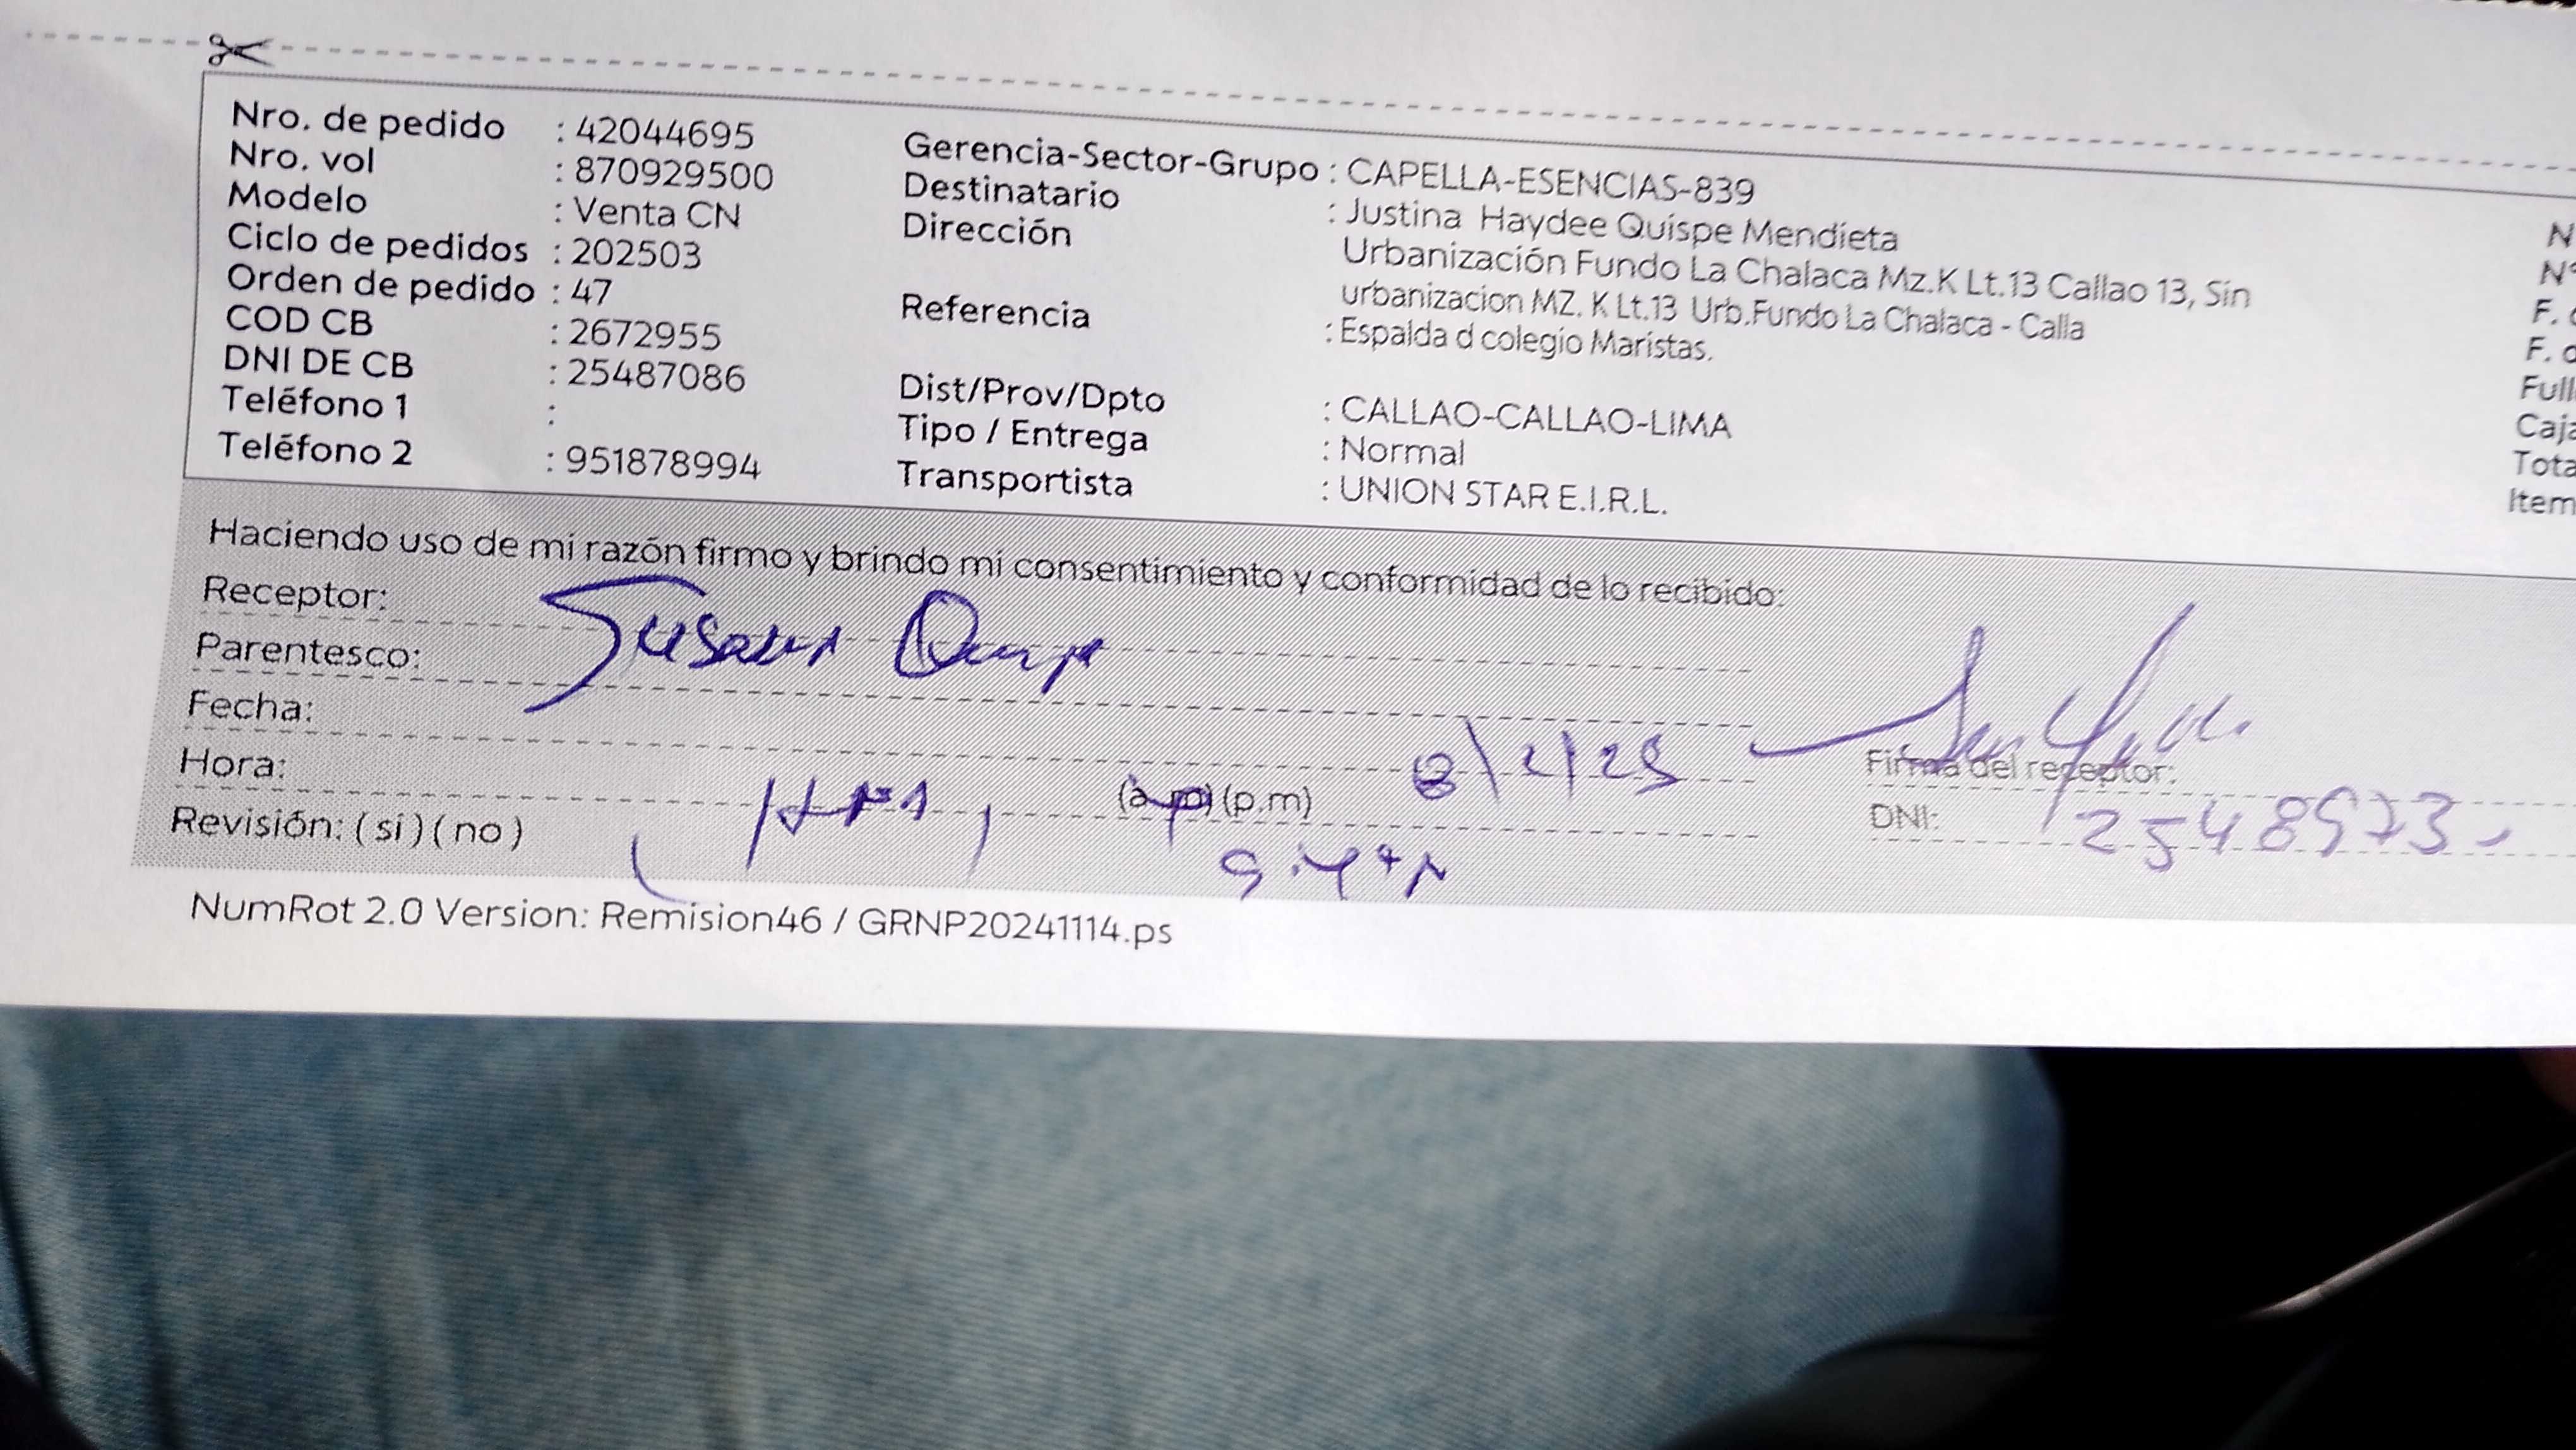 Nro. de pedido : 42044695
Nro. vol : 870929500
Modelo : Venta CN
Ciclo de pedidos : 202503
Orden de pedido : 47
COD CB : 2672955
DNI DE CB : 25487086
Teléfono 1 :
Teléfono 2 : 951878994
Gerencia-Sector-Grupo : CAPELLA-ESENCIAS-839
Destinatario : Justina Haydee Quispe Mendieta
Dirección Urbanización Fundo La Chalaca Mz.K Lt.13 Callao 13, Sin
urbanizacion MZ. K Lt.13 Urb.Fundo La Chalaca - Calla
Referencia : Espalda d colegio Maristas.
Dist/Prov/Dpto : CALLAO-CALLAO-LIMA
Tipo / Entrega : Normal
Transportista : UNION STAR E.I.R.L.
N
N°
F.
F.
Full
Caja
Tota
Item
Haciendo uso de mi razón firmo y brindo mi consentimiento y conformidad de lo recibido:
Receptor:
Parentesco:
Fecha: 8/2/25
Hora: (a.m) (p.m)
Revisión: ( si ) ( no )
Firma del receptor:
DNI: 25489573
NumRot 2.0 Version: Remision46 / GRNP20241114.ps